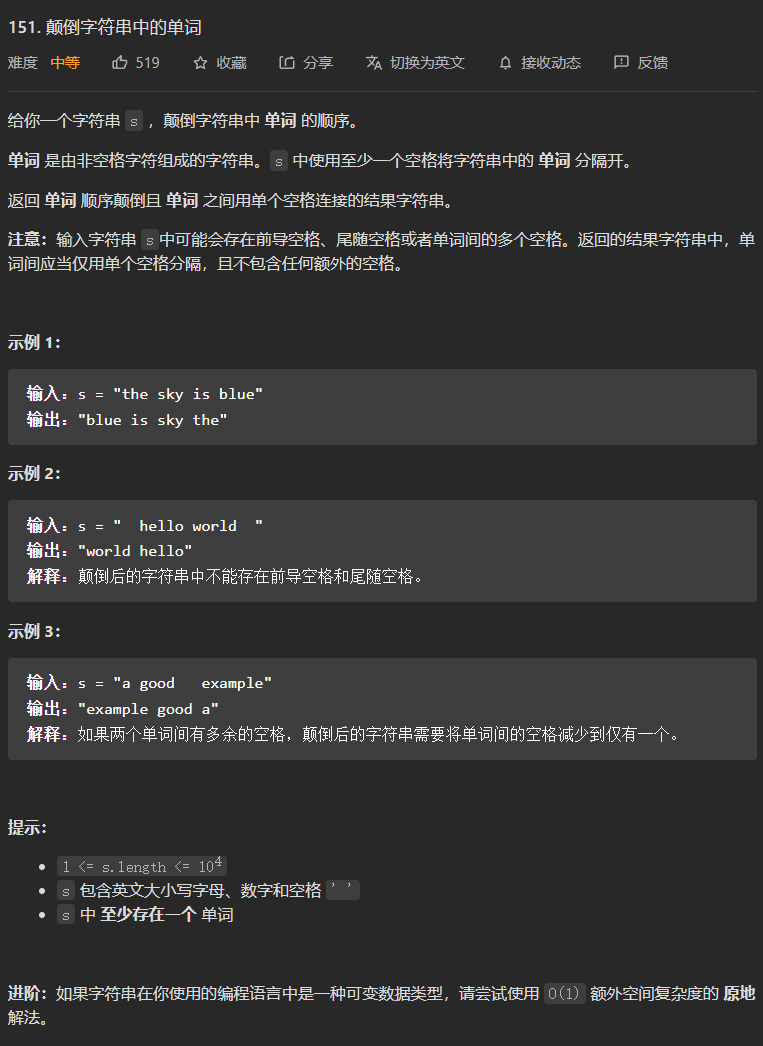 151. 颠倒字符串中的单词
难度 中等 519 收藏 分享 切换为英文 接收动态 反馈
给你一个字符串 s ，颠倒字符串中 单词 的顺序。
单词 是由非空格字符组成的字符串。s 中使用至少一个空格将字符串中的 单词 分隔开。
返回 单词 顺序颠倒且 单词 之间用单个空格连接的结果字符串。
注意：输入字符串 s中可能会存在前导空格、尾随空格或者单词间的多个空格。返回的结果字符串中，单
词间应当仅用单个空格分隔，且不包含任何额外的空格。
示例 1：
输入：s = "the sky is blue"
输出："blue is sky the"
示例 2：
输入：s = "  hello world  "
输出："world hello"
解释：颠倒后的字符串中不能存在前导空格和尾随空格。
示例 3：
输入：s = "a good   example"
输出："example good a"
解释：如果两个单词间有多余的空格，颠倒后的字符串需要将单词间的空格减少到仅有一个。
提示：
• 1 <= s.length <= 10⁴
• s 包含英文大小写字母、数字和空格 ' '
• s 中 至少存在一个 单词
进阶：如果字符串在你使用的编程语言中是一种可变数据类型，请尝试使用 O(1) 额外空间复杂度的 原地
解法。